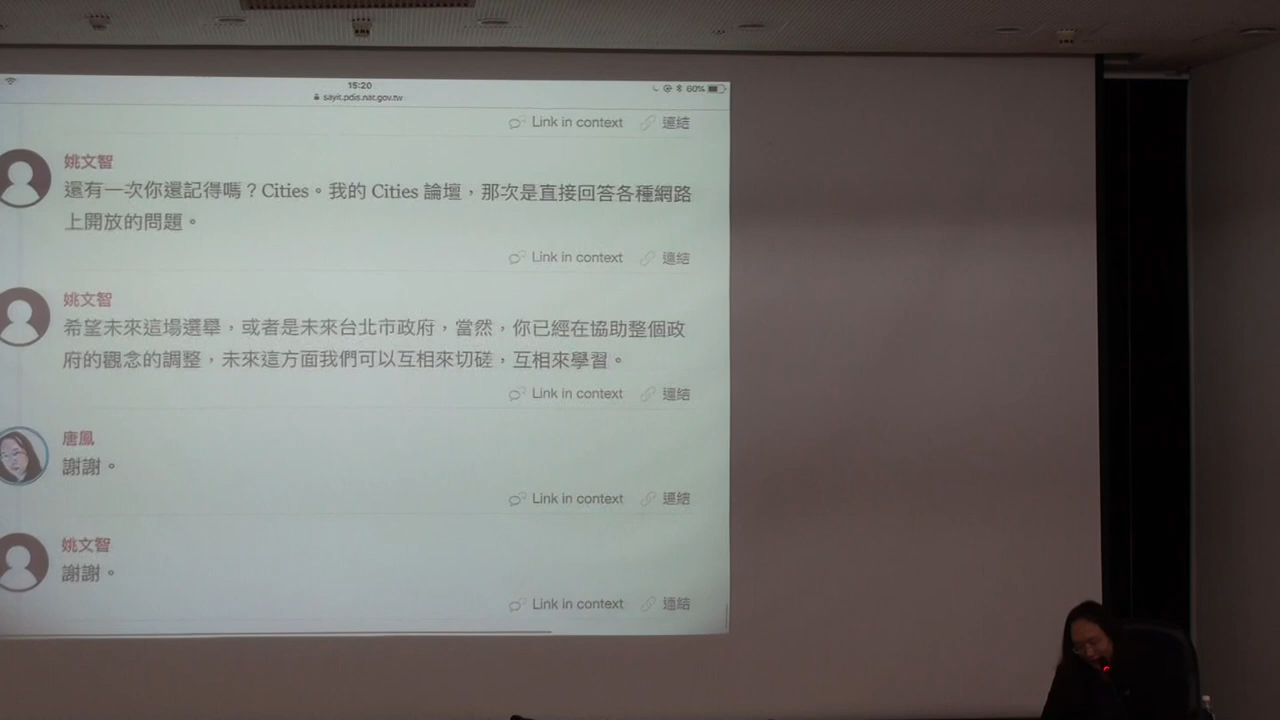 15:20
sayit.pdis.nat.gov.tw
60%
Link in context 連結
姚文智
還有一次你還記得嗎？Cities。我的 Cities 論壇，那次是直接回答各種網路
上開放的問題。
Link in context 連結
姚文智
希望未來這場選舉，或者是未來台北市政府，當然，你已經在協助整個政
府的觀念的調整，未來這方面我們可以互相來切磋，互相來學習。
Link in context 連結
唐鳳
謝謝。
Link in context 連結
姚文智
謝謝。
Link in context 連結